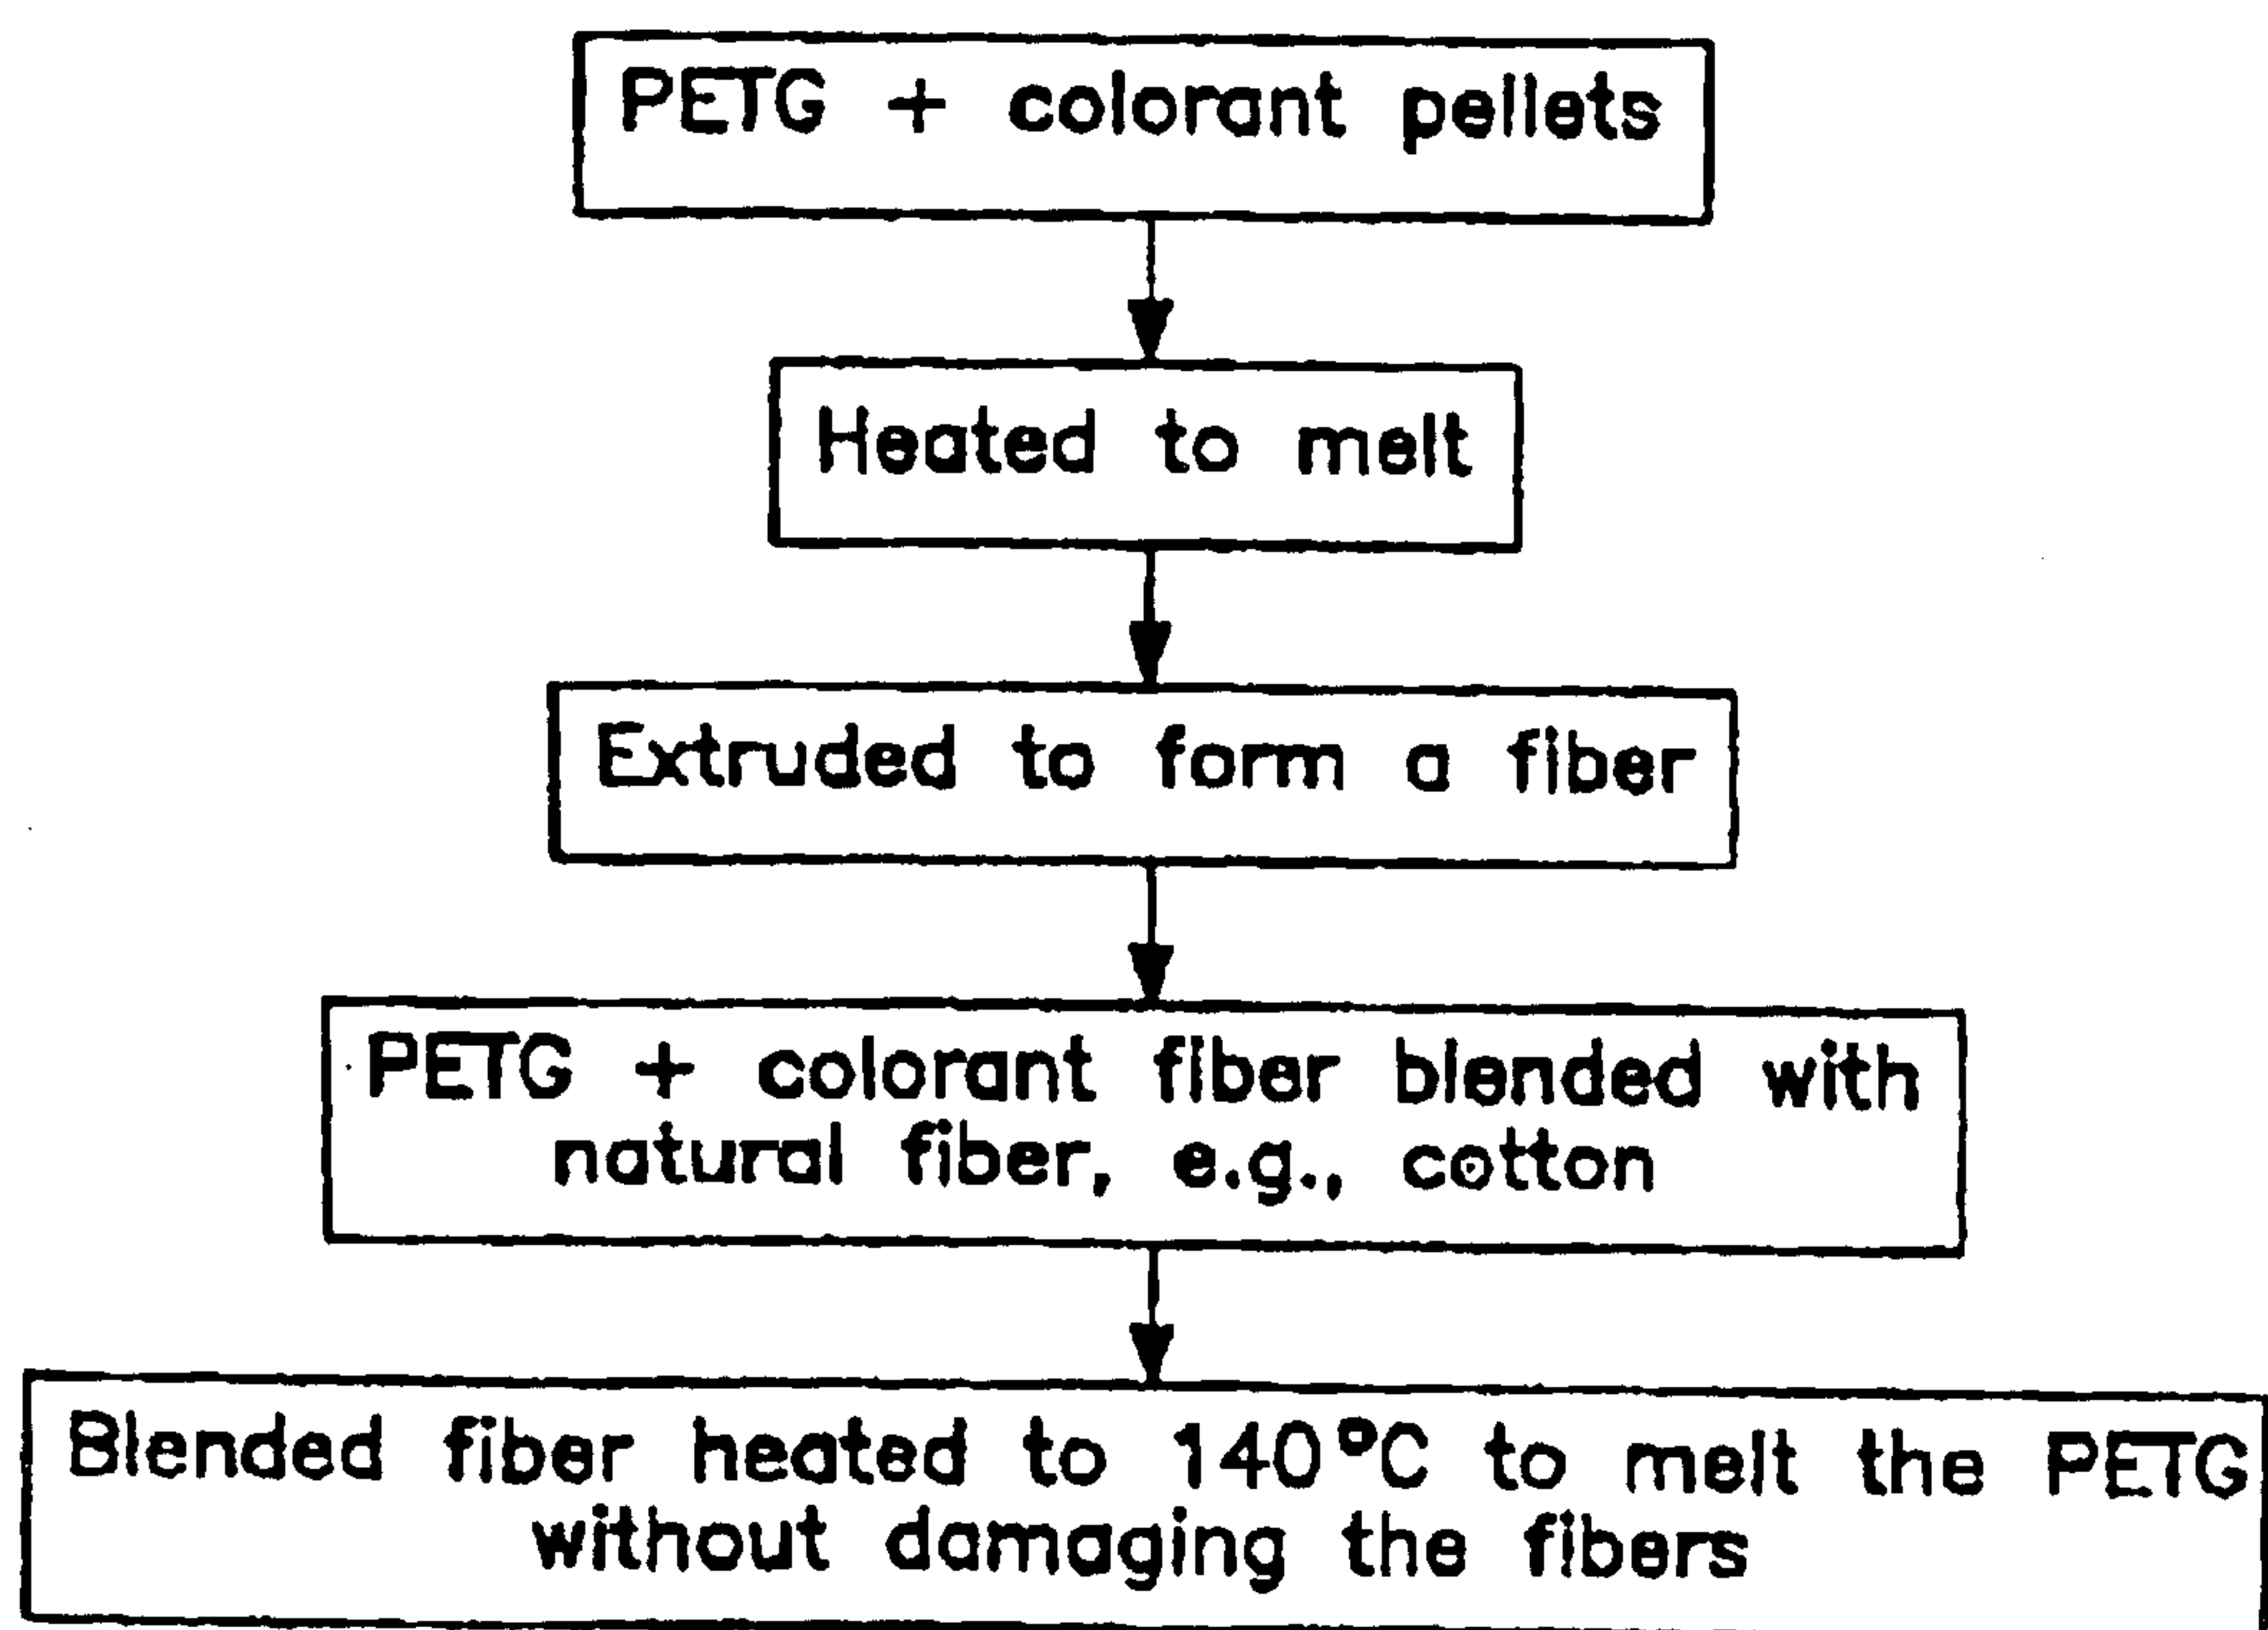 PETG + colorant pellets
Heated to melt
Extruded to form a fiber
PETG + colorant fiber blended with
natural fiber, e.g., cotton
Blended fiber heated to 140°C to melt the PETG
without damaging the fibers